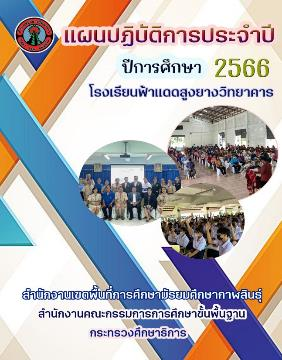 แผนปฏิบัติการประจำปี
ปีการศึกษา 2566
โรงเรียนฟ้าแดดสูงยางวิทยาคาร
สำนักงานเขตพื้นที่การศึกษามัธยมศึกษากาฬสินธุ์
สำนักงานคณะกรรมการการศึกษาขั้นพื้นฐาน
กระทรวงศึกษาธิการ